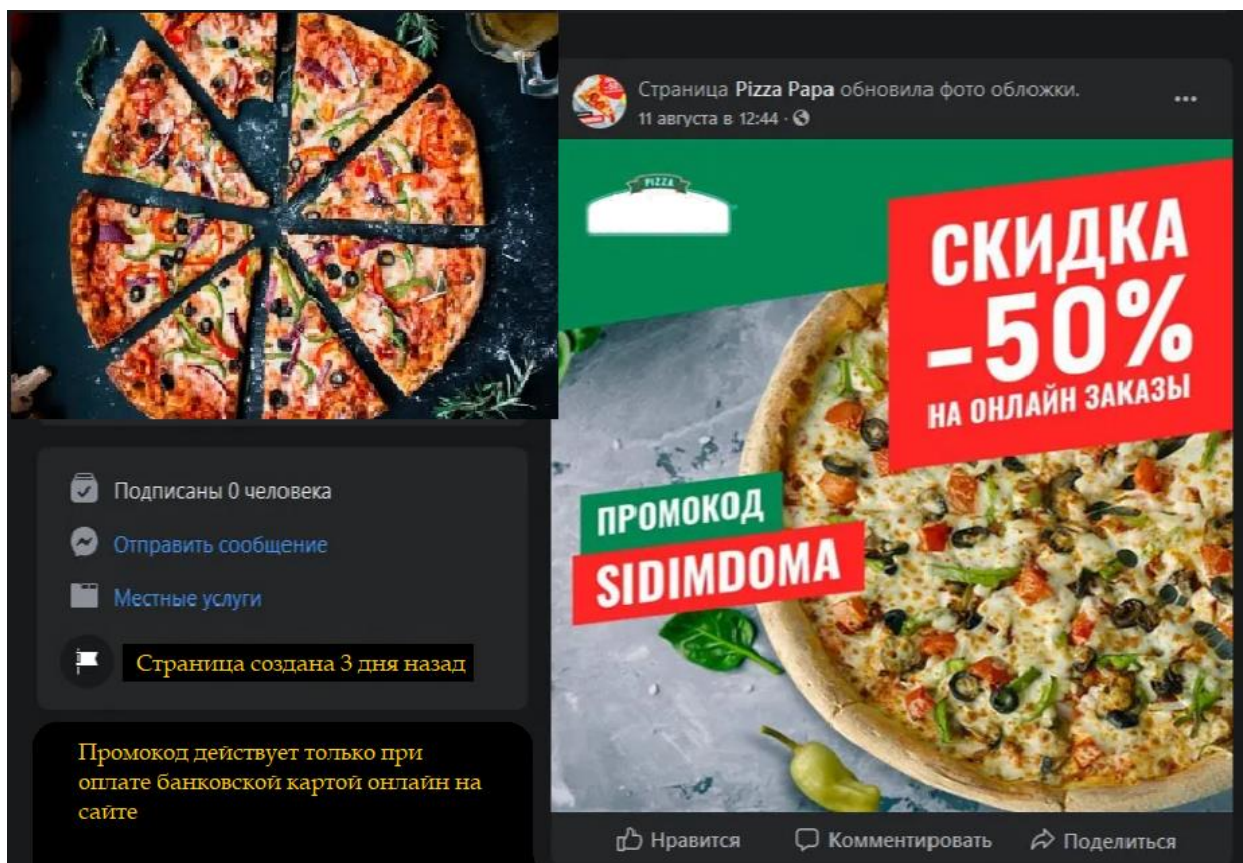 Страница Pizza Papa обновила фото обложки.
11 августа в 12:44 ·
PIZZA
СКИДКА
-50%
НА ОНЛАЙН ЗАКАЗЫ
ПРОМОКОД
SIDIMDOMA
Нравится
Комментировать
Поделиться
Подписаны 0 человека
Отправить сообщение
Местные услуги
Страница создана 3 дня назад
Промокод действует только при
оплате банковской картой онлайн на
сайте